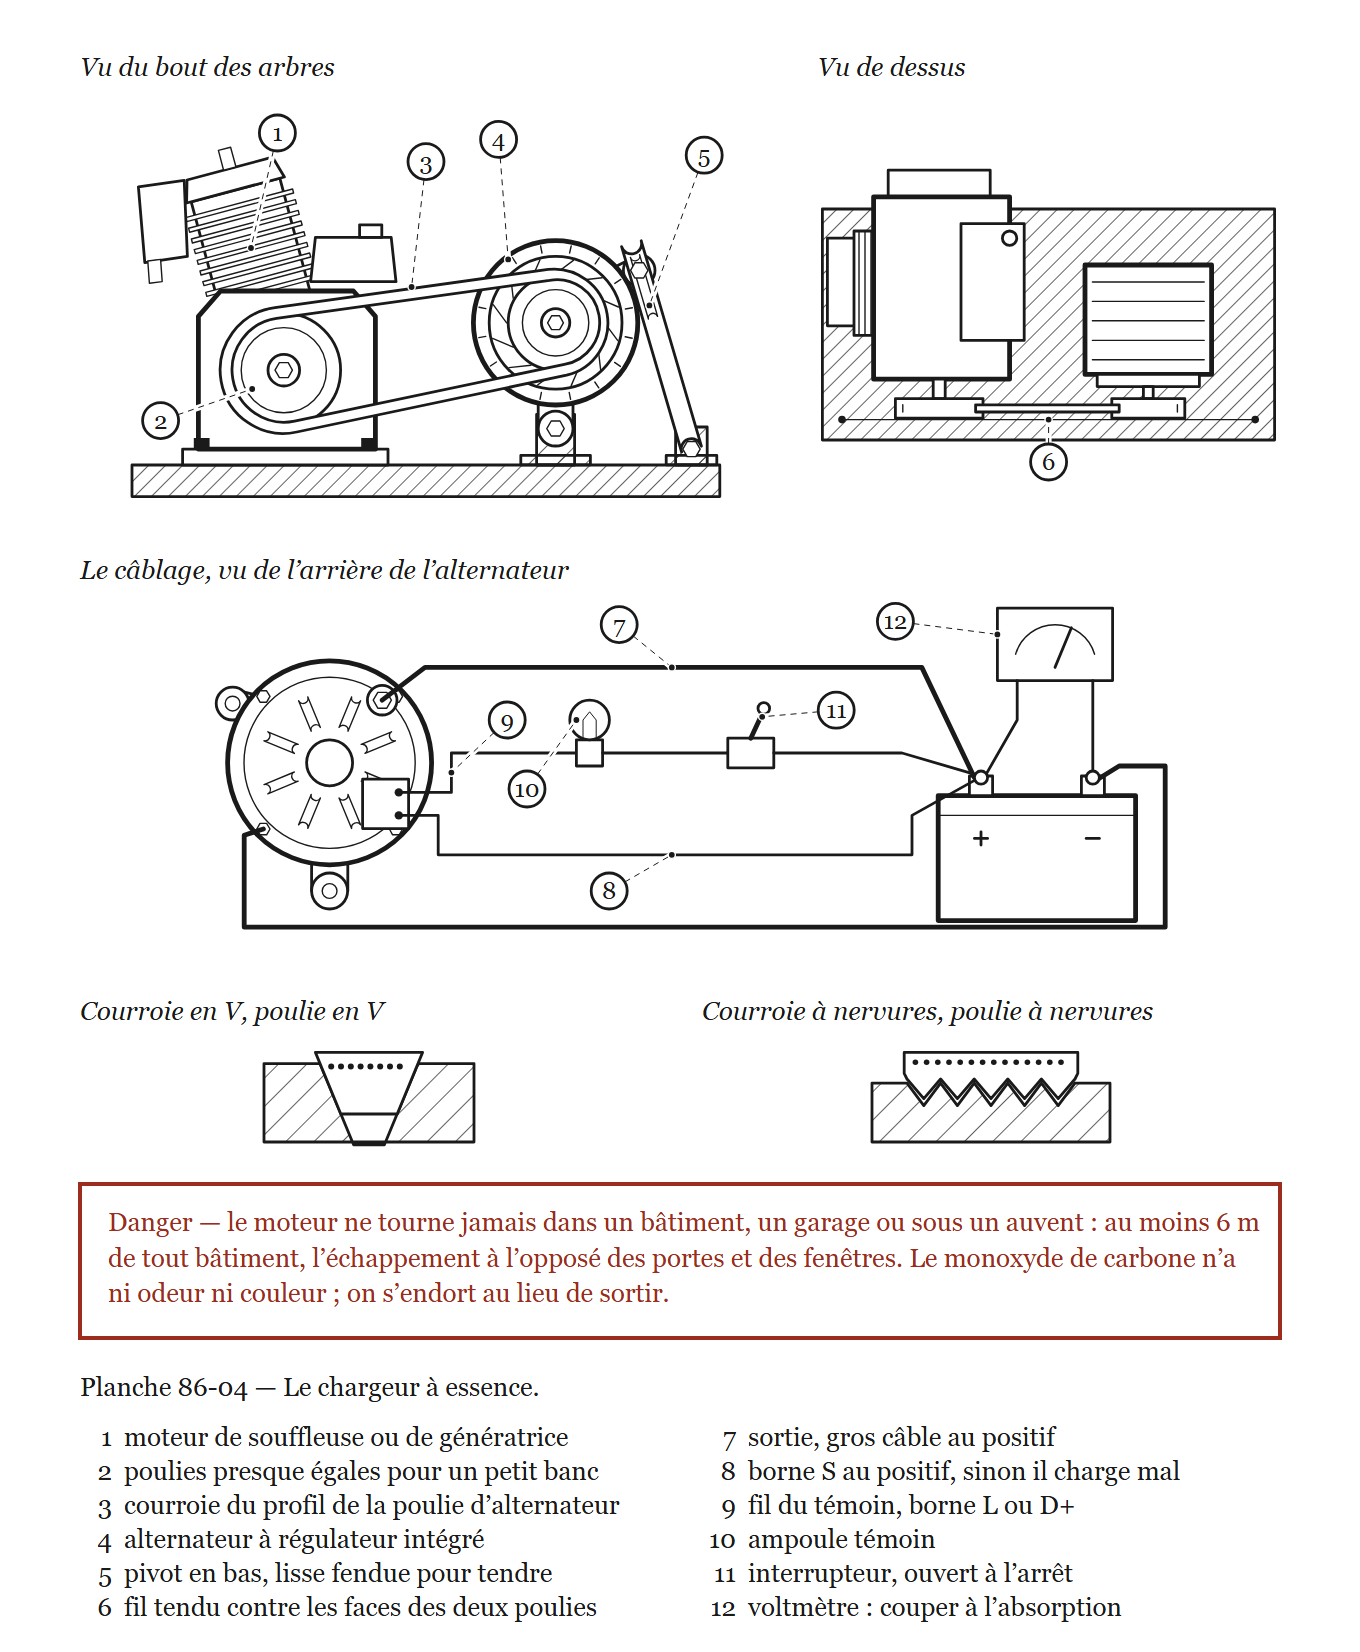 Vu du bout des arbres
Vu de dessus
1
3
4
5
2
6
Le câblage, vu de l’arrière de l’alternateur
7
12
9
11
10
8
+
−
Courroie en V, poulie en V
Courroie à nervures, poulie à nervures
Danger — le moteur ne tourne jamais dans un bâtiment, un garage ou sous un auvent : au moins 6 m
de tout bâtiment, l’échappement à l’opposé des portes et des fenêtres. Le monoxyde de carbone n’a
ni odeur ni couleur ; on s’endort au lieu de sortir.
Planche 86-04 — Le chargeur à essence.
1 moteur de souffleuse ou de génératrice
2 poulies presque égales pour un petit banc
3 courroie du profil de la poulie d’alternateur
4 alternateur à régulateur intégré
5 pivot en bas, lisse fendue pour tendre
6 fil tendu contre les faces des deux poulies
7 sortie, gros câble au positif
8 borne S au positif, sinon il charge mal
9 fil du témoin, borne L ou D+
10 ampoule témoin
11 interrupteur, ouvert à l’arrêt
12 voltmètre : couper à l’absorption